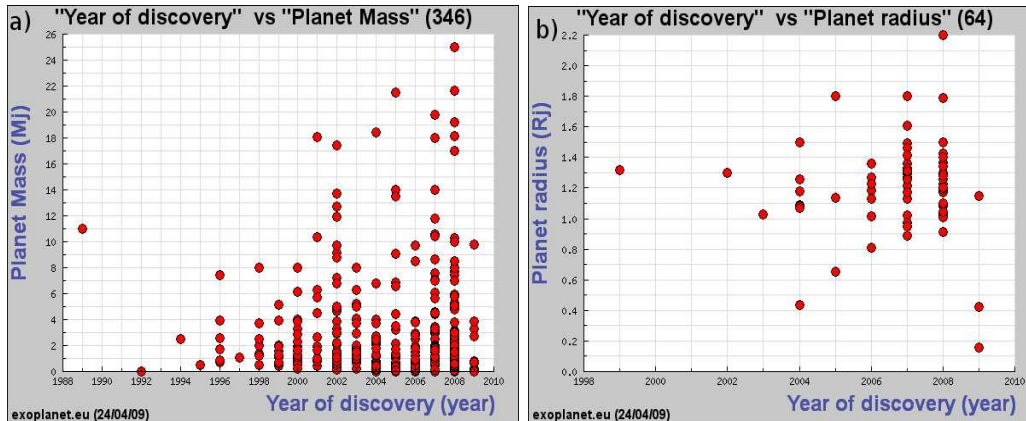 a)
"Year of discovery" vs "Planet Mass" (346)
Planet Mass (Mj)
26
24
22
20
18
16
14
12
10
8
6
4
2
0
1988 1990 1992 1994 1996 1998 2000 2002 2004 2006 2008 2010
Year of discovery (year)
exoplanet.eu (24/04/09)
b)
"Year of discovery" vs "Planet radius" (64)
Planet radius (Rj)
2.2
2.0
1.8
1.6
1.4
1.2
1.0
0.8
0.6
0.4
0.2
0.0
1998 2000 2002 2004 2006 2008 2010
Year of discovery (year)
exoplanet.eu (24/04/09)